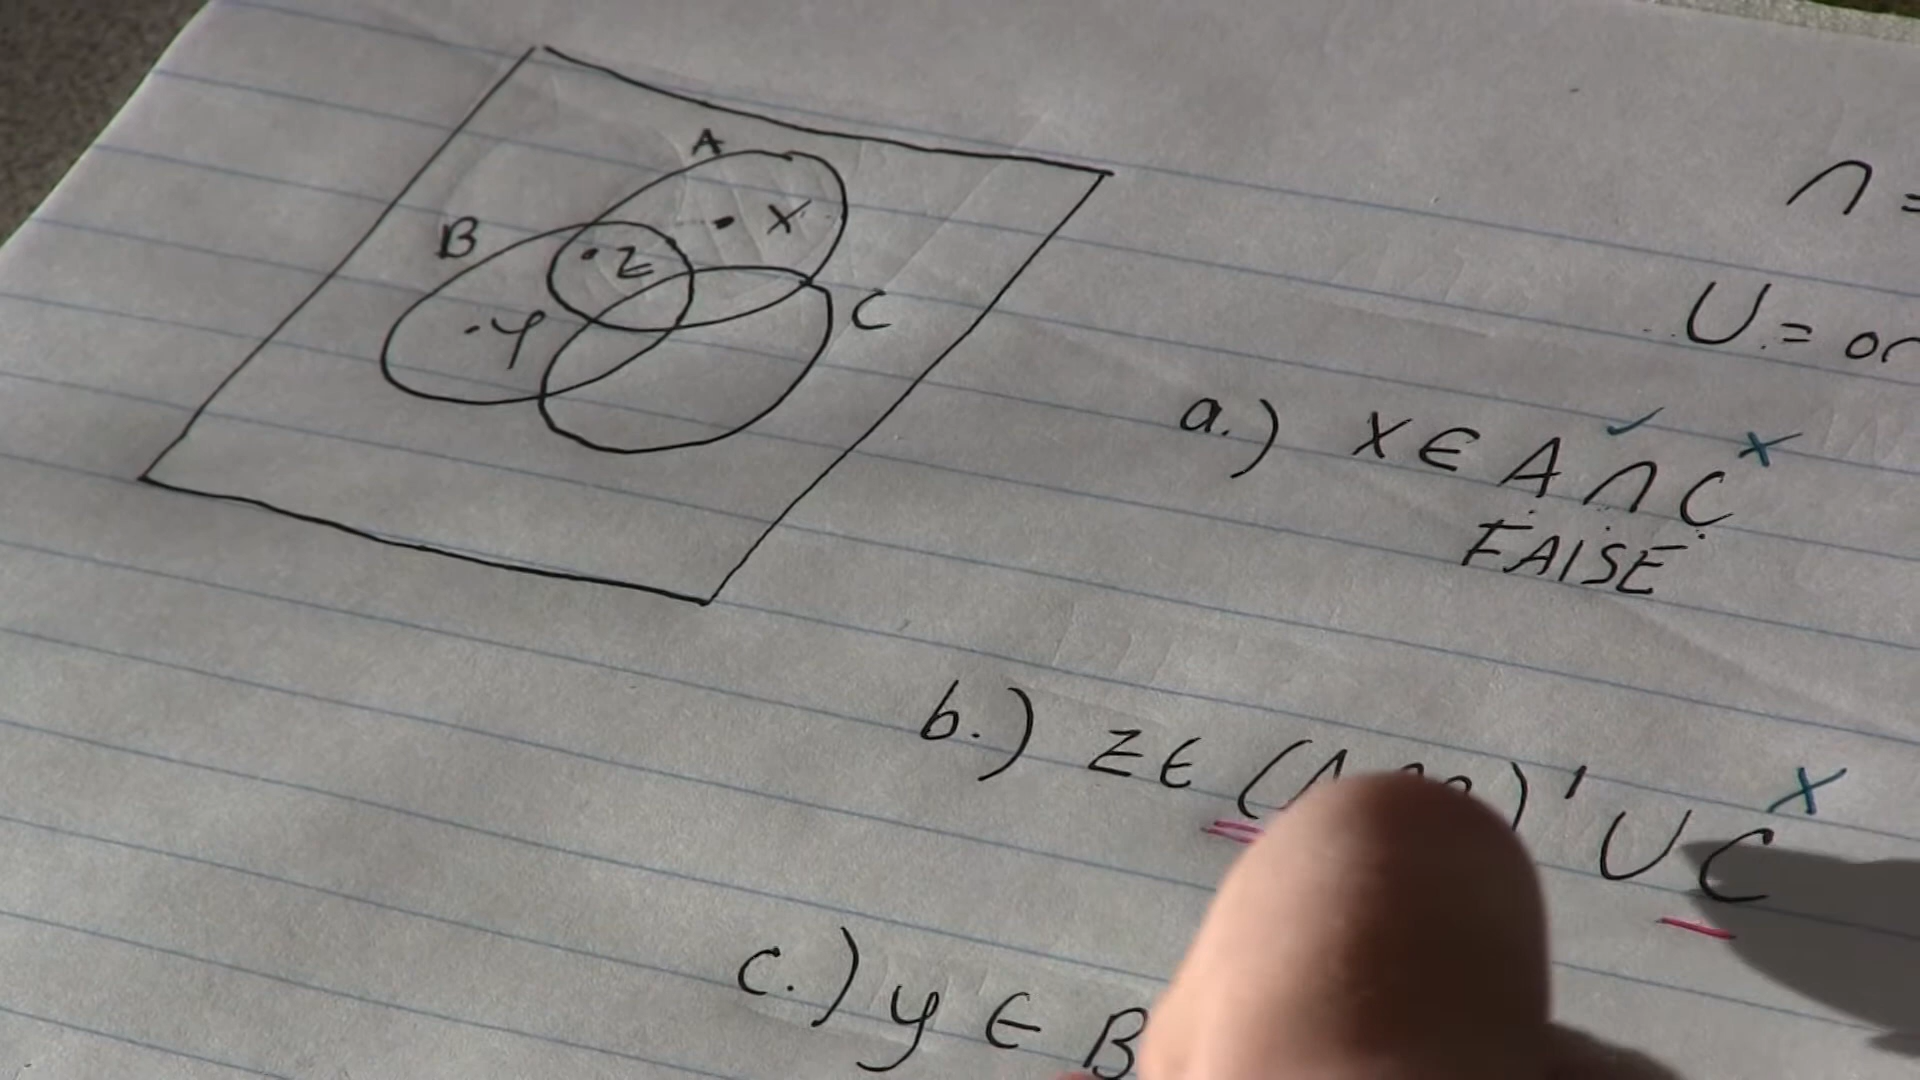 A
B
X
Z
C
y
∩ =
U = or
a.) X ∈ A ∩ C
FAlSE
b.) Z ∈ ( )' ∪ C
c.) y ∈ B